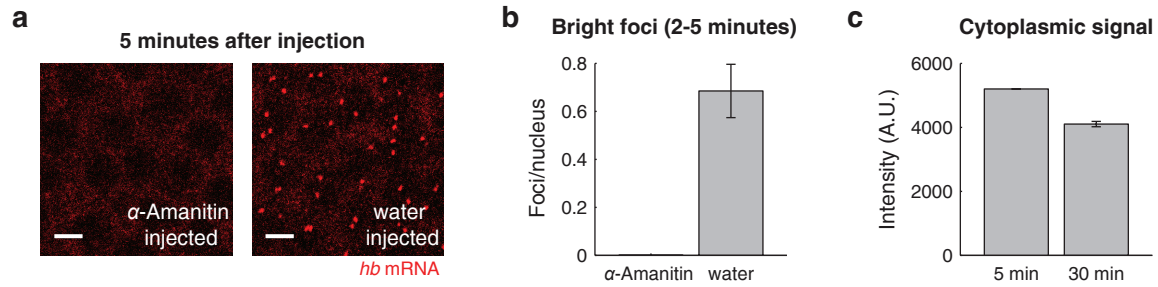 a
5 minutes after injection
α-Amanitin
injected
water
injected
hb mRNA
b
Bright foci (2-5 minutes)
Foci/nucleus
0.8
0.6
0.4
0.2
0
α-Amanitin water
c
Cytoplasmic signal
Intensity (A.U.)
6000
4000
2000
0
5 min 30 min